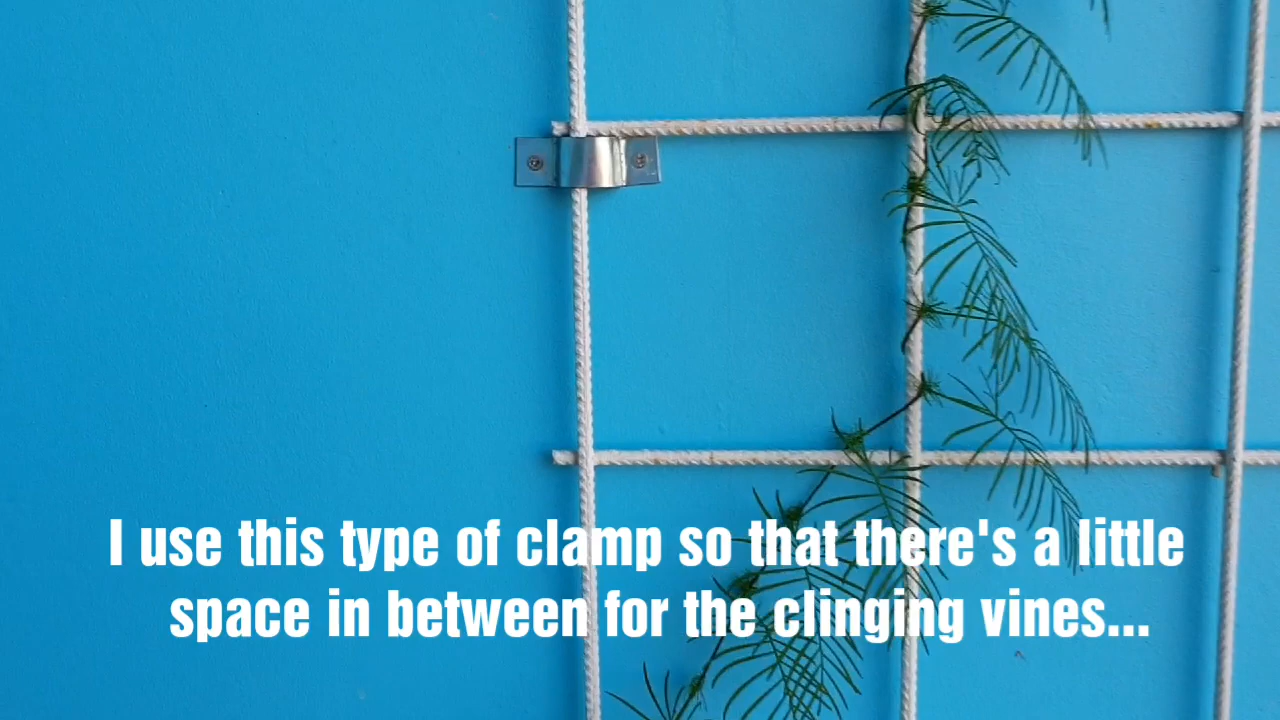 I use this type of clamp so that there's a little
space in between for the clinging vines...